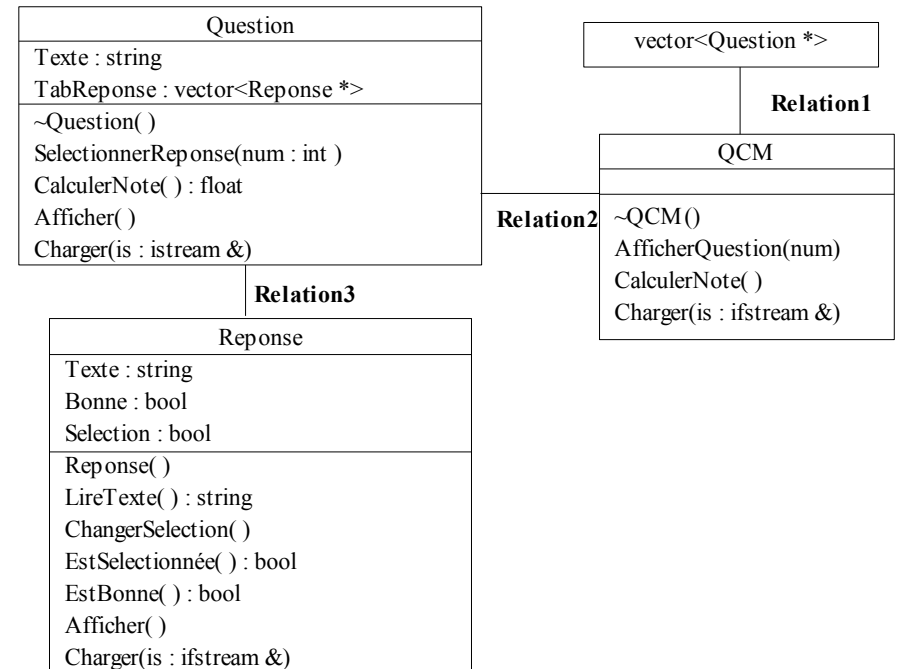 Question
Texte : string
TabReponse : vector<Reponse *>
~Question( )
SelectionnerReponse(num : int )
CalculerNote( ) : float
Afficher( )
Charger(is : istream &)
vector<Question *>
Relation1
QCM
~QCM()
AfficherQuestion(num)
CalculerNote( )
Charger(is : ifstream &)
Relation2
Relation3
Reponse
Texte : string
Bonne : bool
Selection : bool
Reponse( )
LireTexte( ) : string
ChangerSelection( )
EstSelectionnée( ) : bool
EstBonne( ) : bool
Afficher( )
Charger(is : ifstream &)